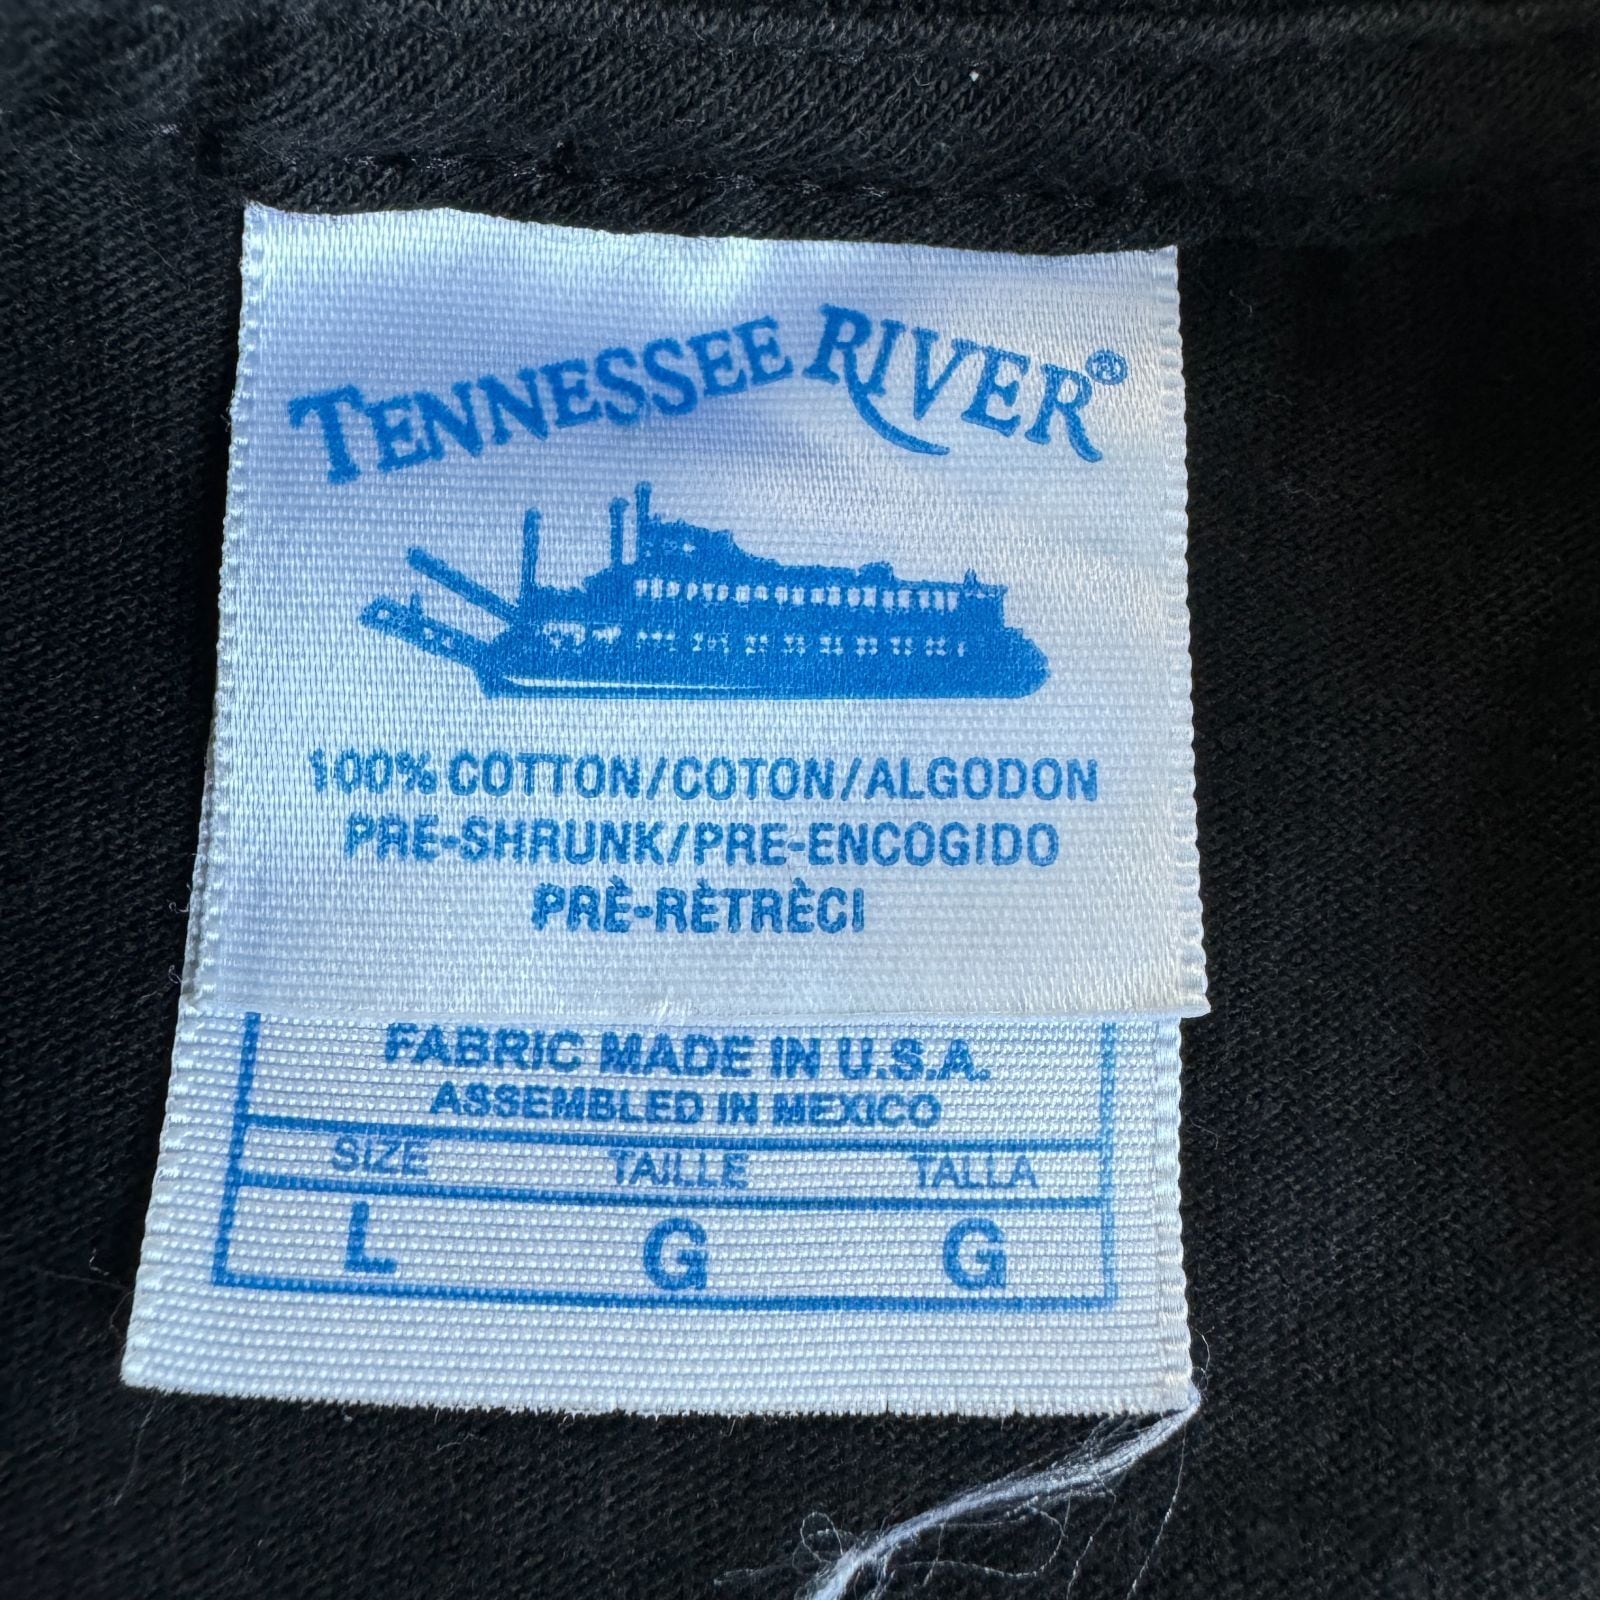 TENNESSEE RIVER®
100% COTTON/COTON/ALGODON
PRE-SHRUNK/PRE-ENCOGIDO
PRÈ-RÈTRÈCI
FABRIC MADE IN U.S.A.
ASSEMBLED IN MEXICO
SIZE TAILLE TALLA
L G G